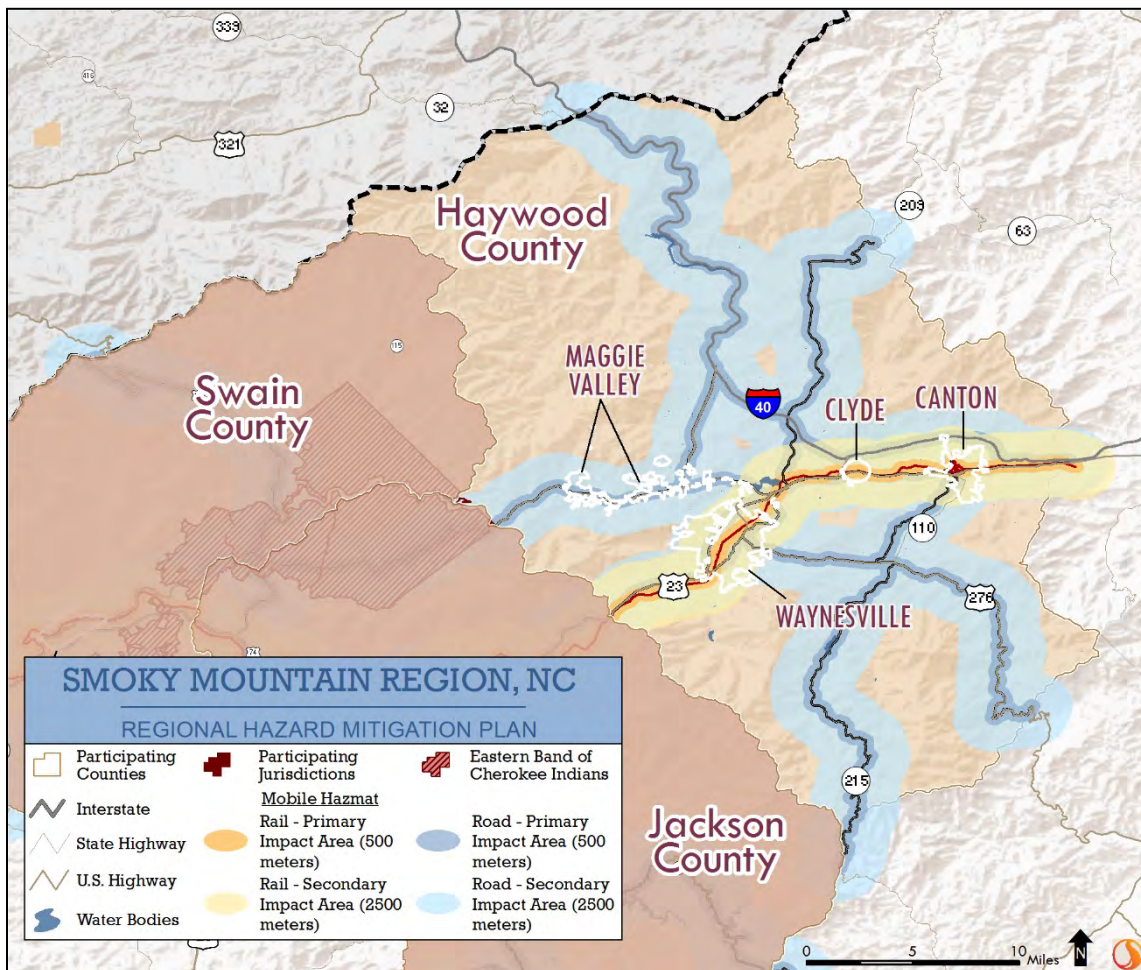 339
416
32
321
Haywood
County
209
63
115
MAGGIE
VALLEY
Swain
County
40
CLYDE
CANTON
110
23
276
WAYNESVILLE
74
215
Jackson
County
SMOKY MOUNTAIN REGION, NC
REGIONAL HAZARD MITIGATION PLAN
Participating
Counties
Participating
Jurisdictions
Eastern Band of
Cherokee Indians
Interstate
State Highway
U.S. Highway
Water Bodies
Mobile Hazmat
Rail - Primary
Impact Area (500
meters)
Road - Primary
Impact Area (500
meters)
Rail - Secondary
Impact Area (2500
meters)
Road - Secondary
Impact Area (2500
meters)
0 5 10
Miles
N